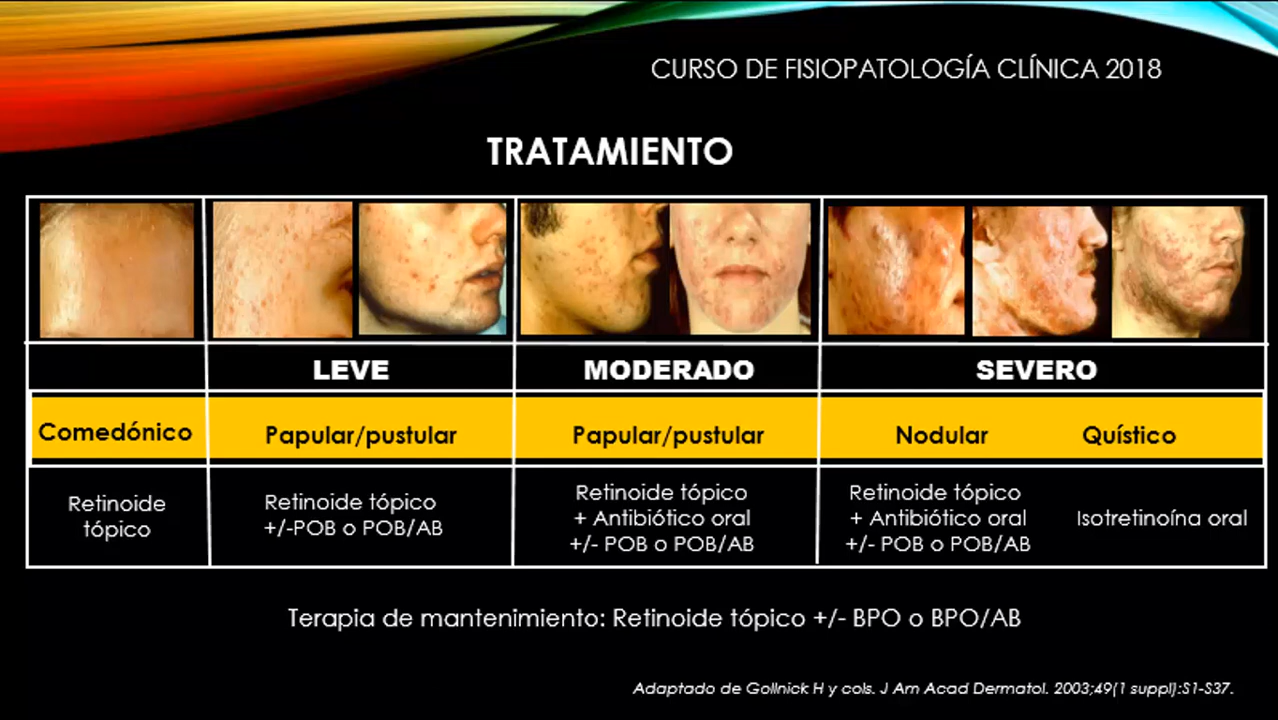 CURSO DE FISIOPATOLOGÍA CLÍNICA 2018
TRATAMIENTO
LEVE
MODERADO
SEVERO
Comedónico
Papular/pustular
Papular/pustular
Nodular
Quístico
Retinoide
tópico
Retinoide tópico
+/-POB o POB/AB
Retinoide tópico
+ Antibiótico oral
+/- POB o POB/AB
Retinoide tópico
+ Antibiótico oral
+/- POB o POB/AB
Isotretinoína oral
Terapia de mantenimiento: Retinoide tópico +/- BPO o BPO/AB
Adaptado de Gollnick H y cols. J Am Acad Dermatol. 2003;49(1 suppl):S1-S37.